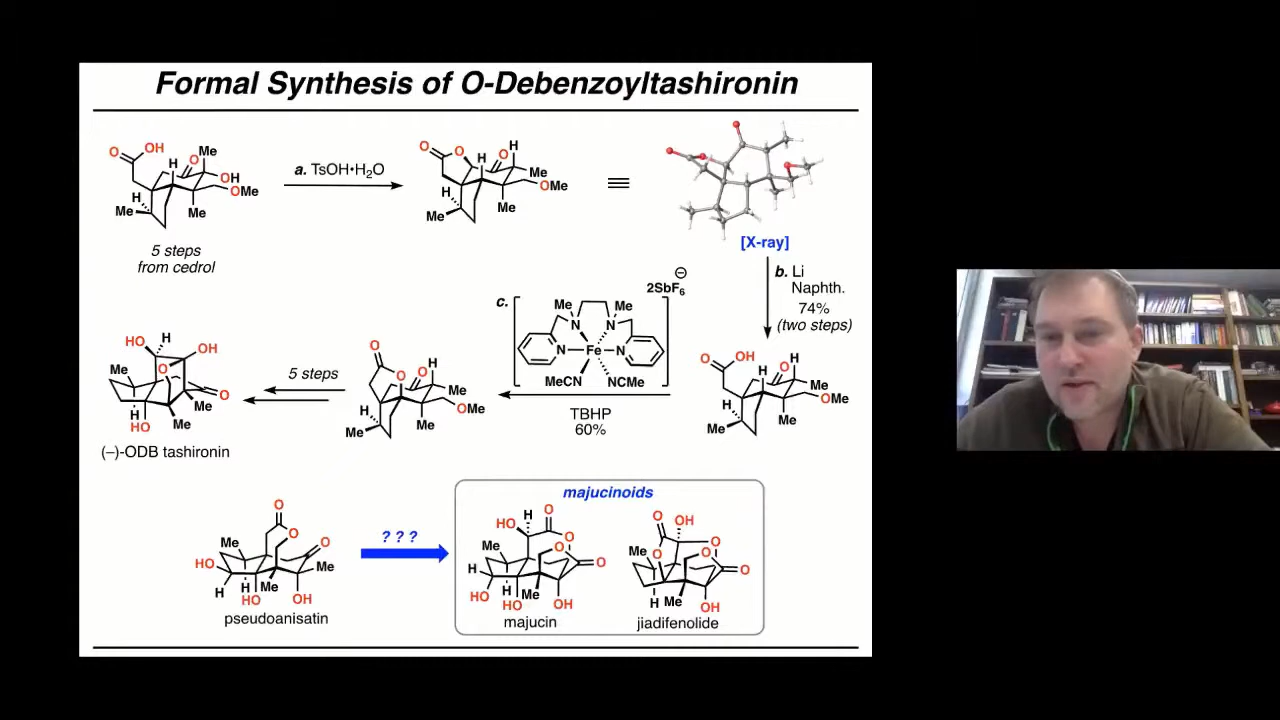 Formal Synthesis of O-Debenzoyltashironin
O
OH
H
O
Me
OH
OMe
H
Me
Me
5 steps
from cedrol
a. TsOH•H₂O
O
O
H
O
H
Me
OMe
H
Me
Me
≡
[X-ray]
b. Li
Naphth.
74%
(two steps)
c.
Me
Me
N
N
N
Fe
N
MeCN
NCMe
2SbF₆
⊖
TBHP
60%
O
OH
H
O
H
Me
OMe
H
Me
Me
O
O
O
H
Me
OMe
H
Me
Me
5 steps
HO
H
OH
O
Me
O
Me
Me
HO
(–)-ODB tashironin
O
O
Me
O
HO
Me
Me
H
HO
OH
pseudoanisatin
? ? ?
majucinoids
H
O
HO
O
Me
O
O
H
H
Me
HO
HO
OH
majucin
O
OH
O
Me
O
O
O
H
Me
OH
jiadifenolide